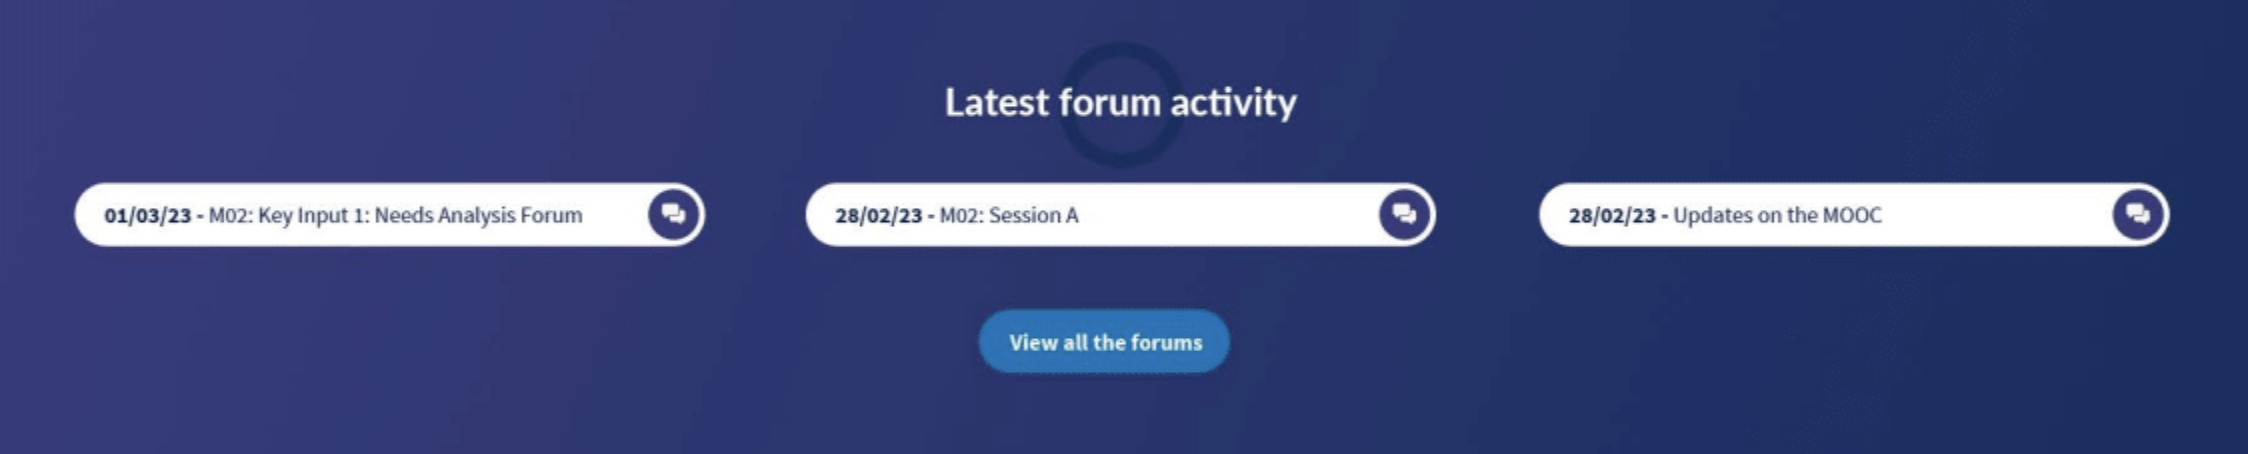 Latest forum activity
01/03/23 - M02: Key Input 1: Needs Analysis Forum
28/02/23 - M02: Session A
28/02/23 - Updates on the MOOC
View all the forums